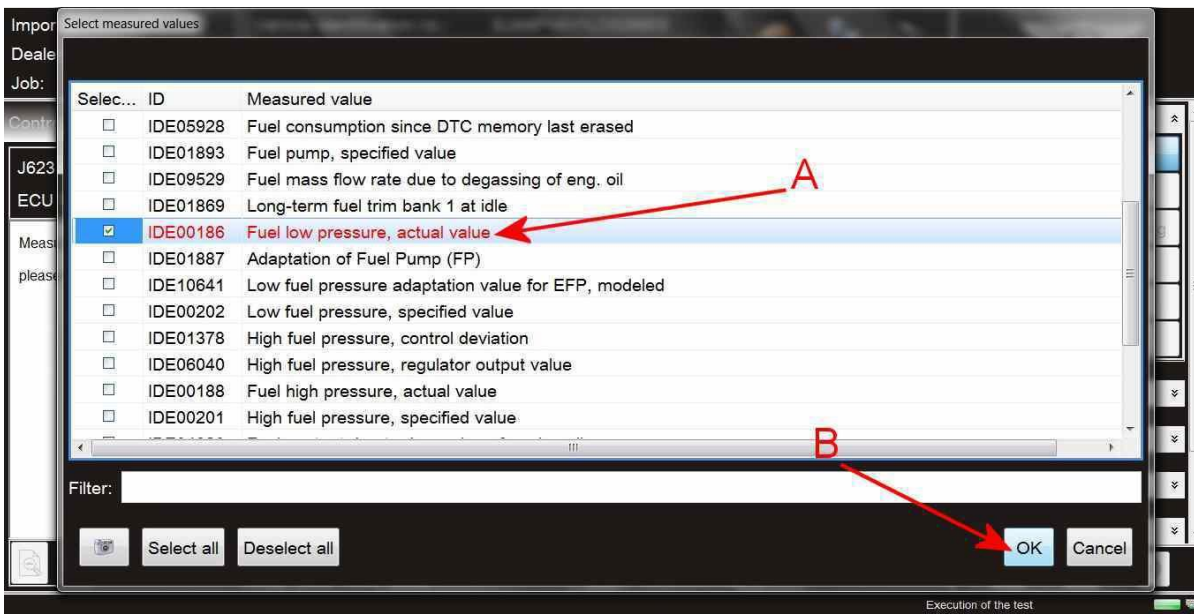 Impor
Select measured values
Deale
Job:
Contr
J623
ECU
Measu
please
Selec... ID Measured value
IDE05928 Fuel consumption since DTC memory last erased
IDE01893 Fuel pump, specified value
IDE09529 Fuel mass flow rate due to degassing of eng. oil
IDE01869 Long-term fuel trim bank 1 at idle
IDE00186 Fuel low pressure, actual value
IDE01887 Adaptation of Fuel Pump (FP)
IDE10641 Low fuel pressure adaptation value for EFP, modeled
IDE00202 Low fuel pressure, specified value
IDE01378 High fuel pressure, control deviation
IDE06040 High fuel pressure, regulator output value
IDE00188 Fuel high pressure, actual value
IDE00201 High fuel pressure, specified value
A
B
Filter:
Select all Deselect all OK Cancel
Execution of the test